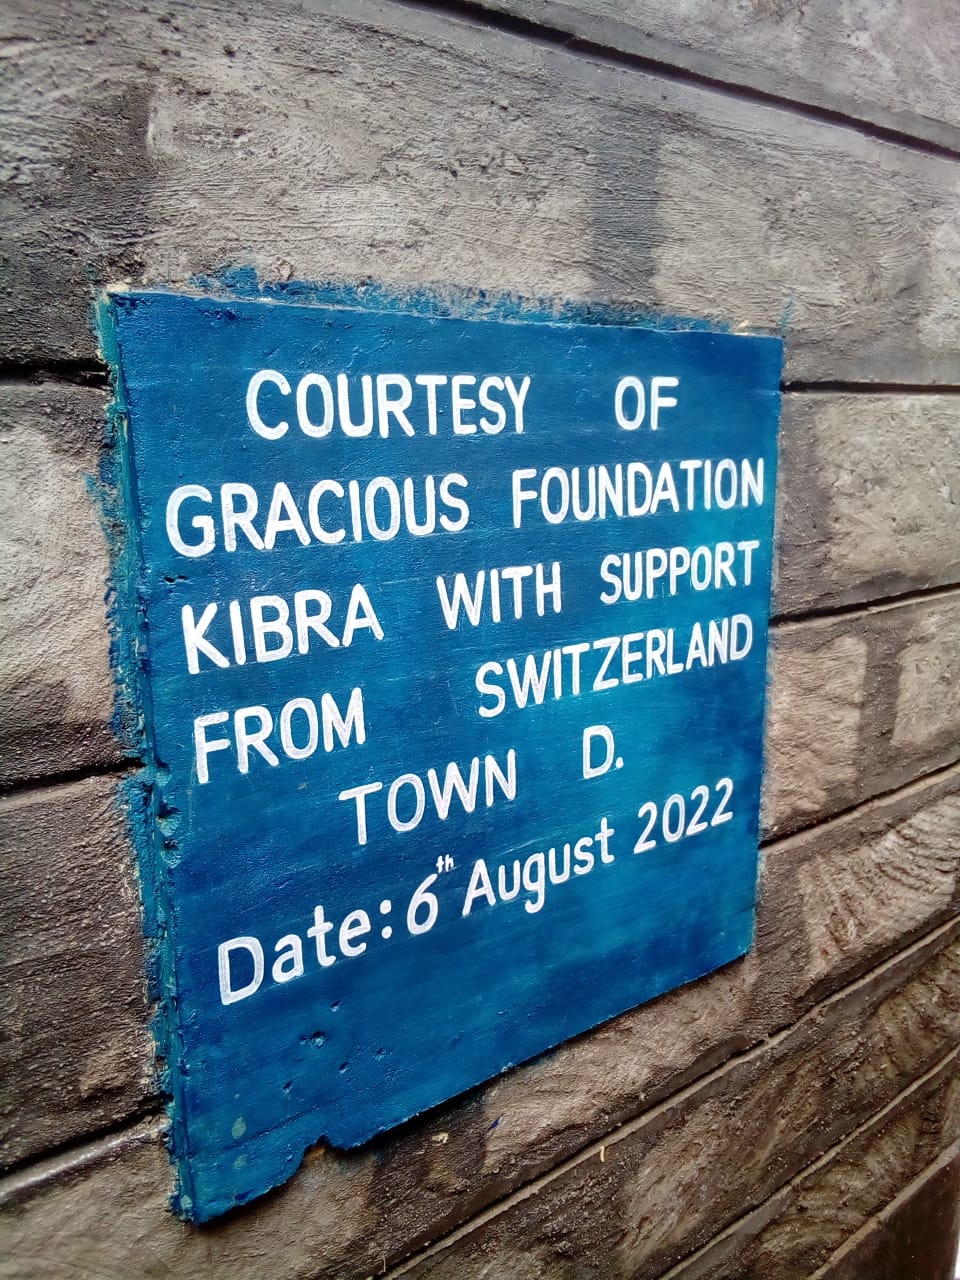 COURTESY OF
GRACIOUS FOUNDATION
KIBRA WITH SUPPORT
FROM SWITZERLAND
TOWN D.
Date: 6th August 2022